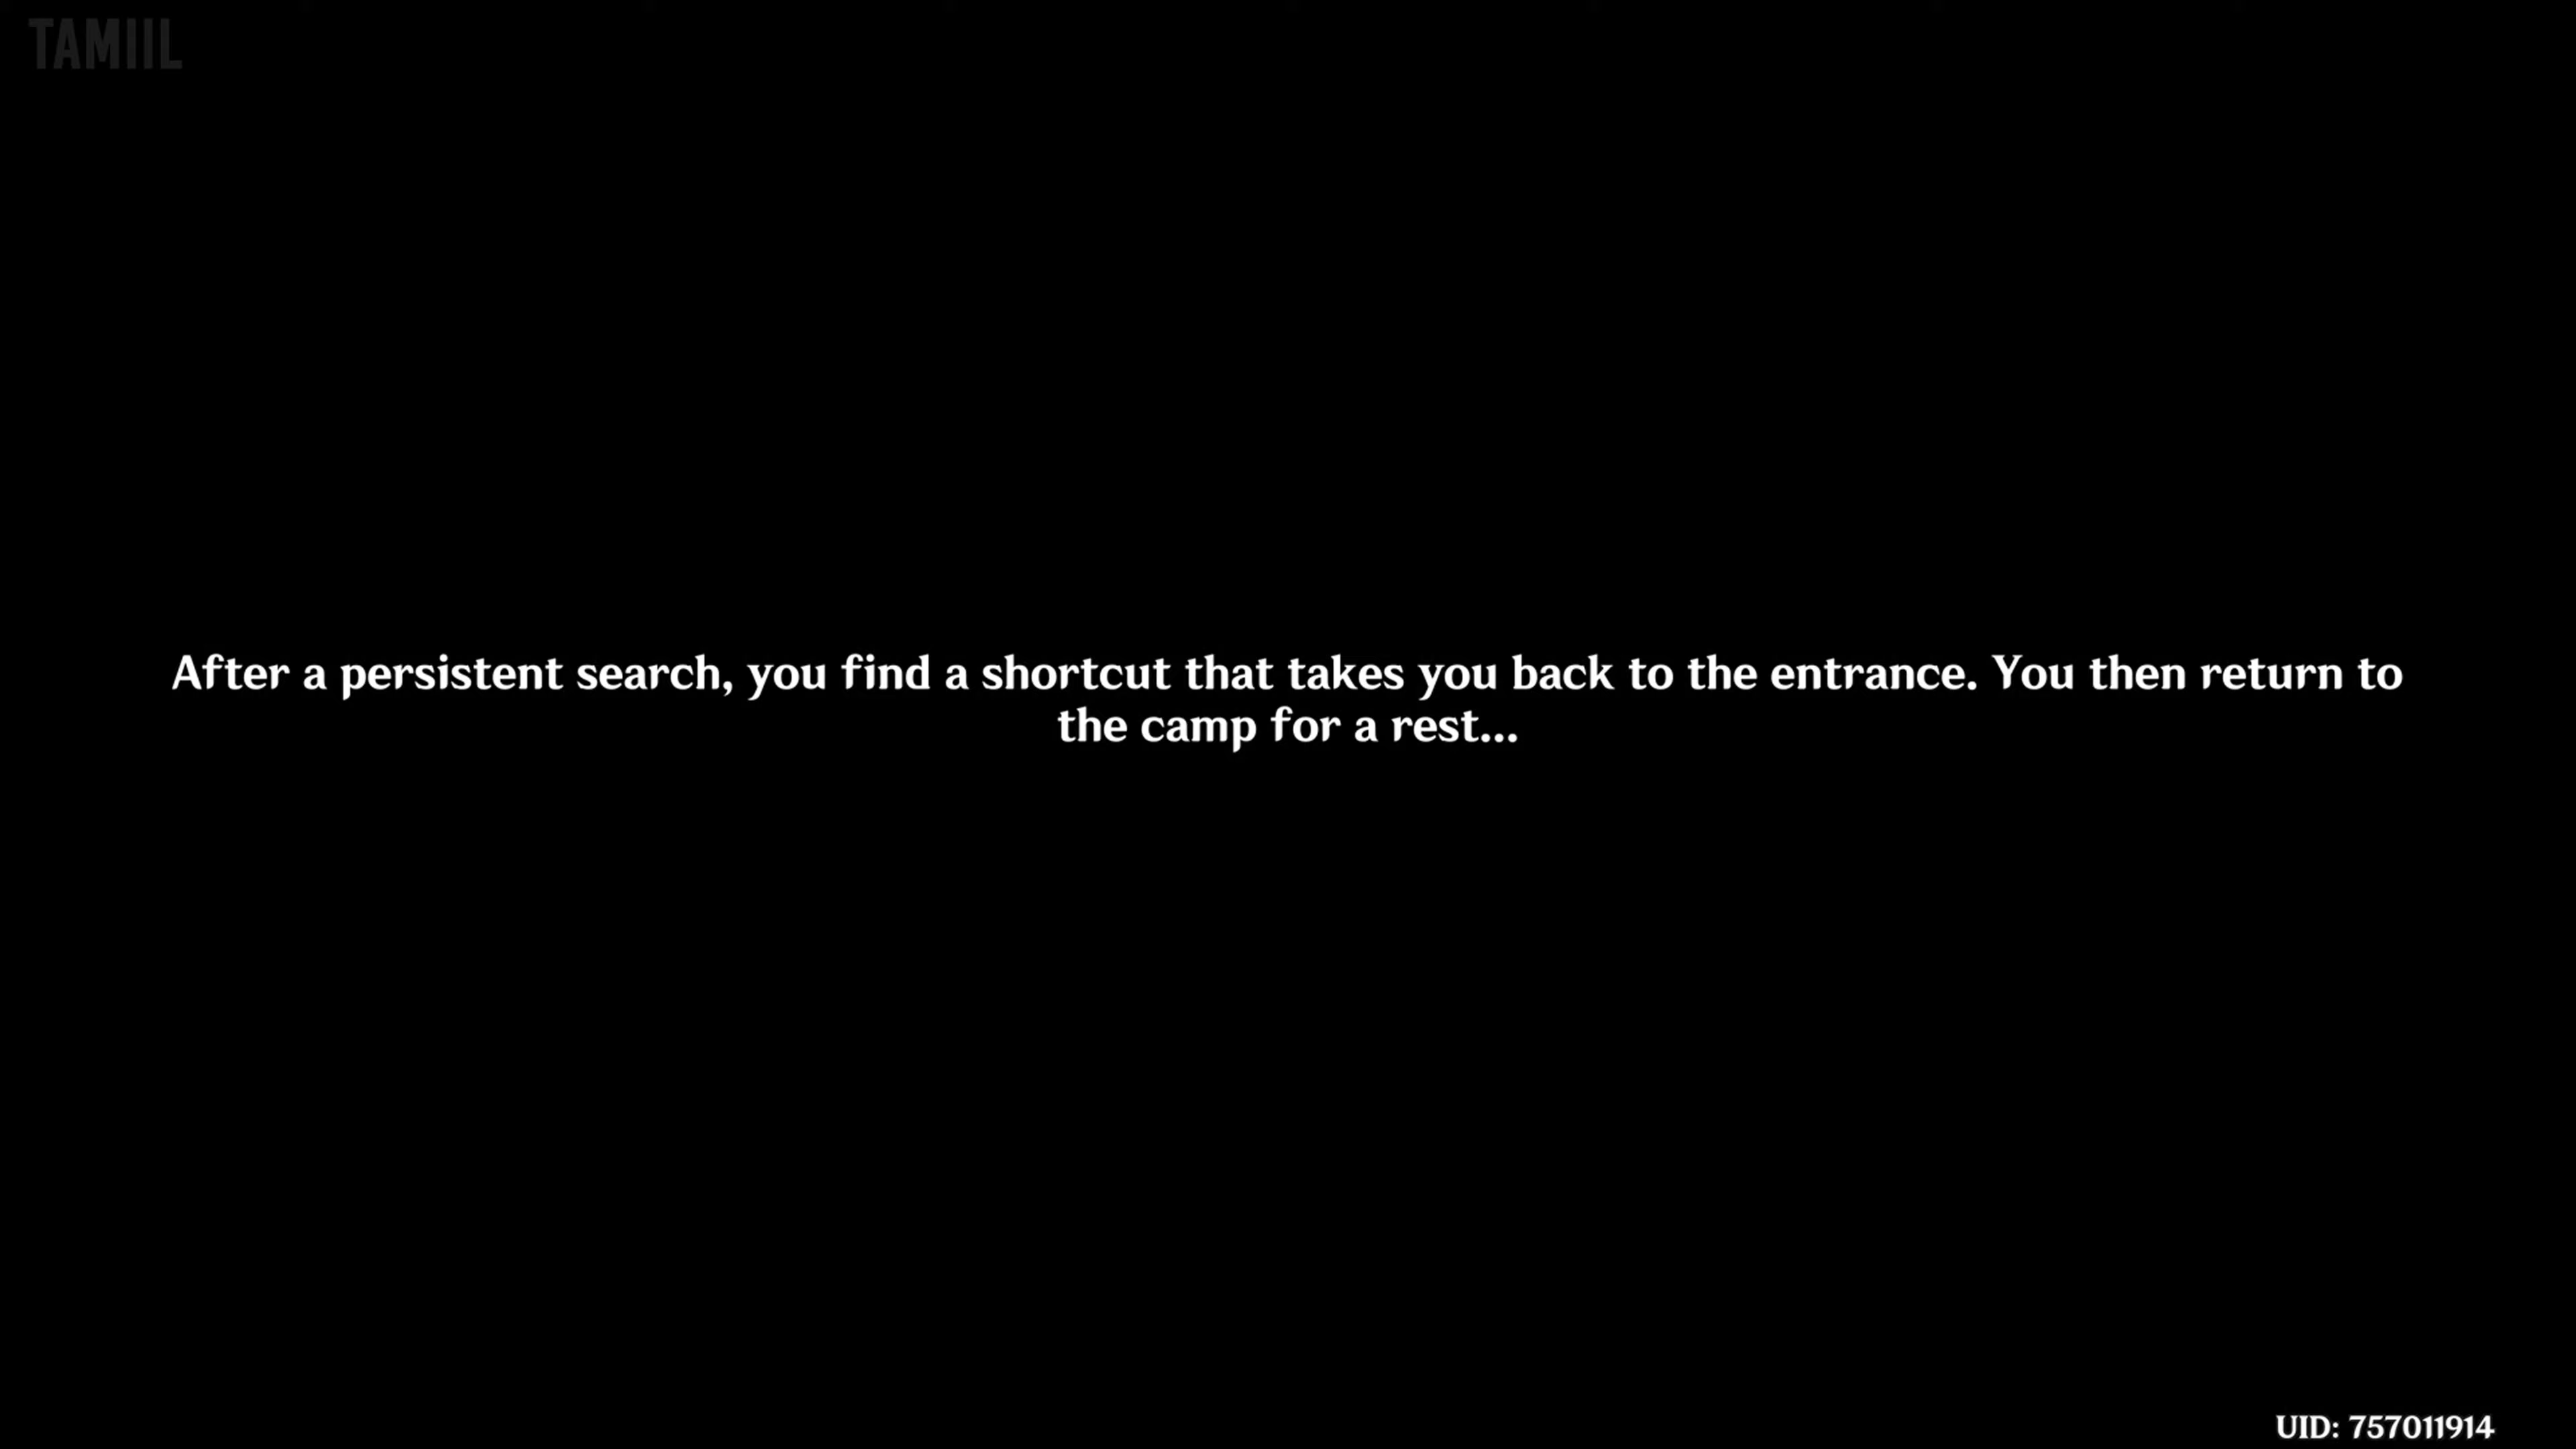 TAMIIL
After a persistent search, you find a shortcut that takes you back to the entrance. You then return to
the camp for a rest...
UID: 757011914